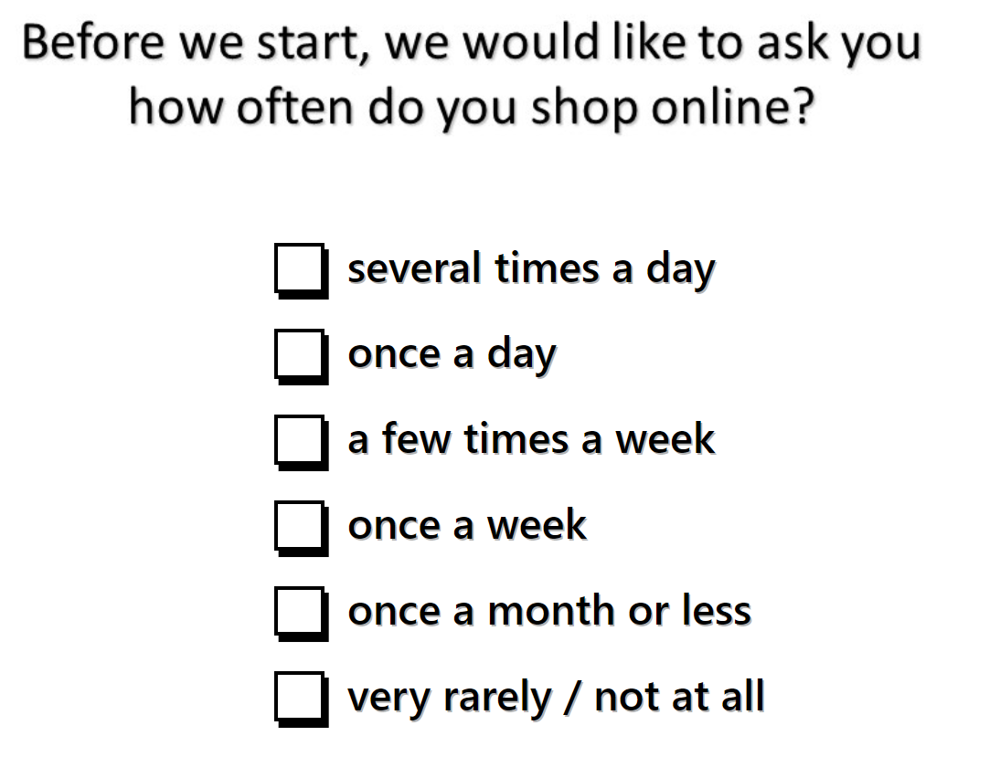 Before we start, we would like to ask you
how often do you shop online?
several times a day
once a day
a few times a week
once a week
once a month or less
very rarely / not at all